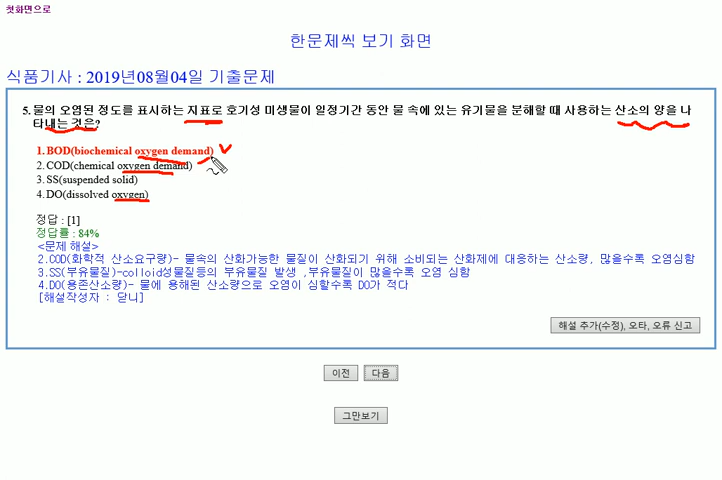 첫화면으로
한문제씩 보기 화면
식품기사 : 2019년08월04일 기출문제
5. 물의 오염된 정도를 표시하는 지표로 호기성 미생물이 일정기간 동안 물 속에 있는 유기물을 분해할 때 사용하는 산소의 양을 나
타내는 것은?
1. BOD(biochemical oxygen demand)
2. COD(chemical oxygen demand)
3. SS(suspended solid)
4. DO(dissolved oxygen)
정답 : [1]
정답률 : 84%
<문제 해설>
2.COD(화학적 산소요구량)- 물속의 산화가능한 물질이 산화되기 위해 소비되는 산화제에 대응하는 산소량, 많을수록 오염심함
3.SS(부유물질)-colloid성물질등의 부유물질 발생 ,부유물질이 많을수록 오염 심함
4.DO(용존산소량)- 물에 용해된 산소량으로 오염이 심할수록 DO가 적다
[해설작성자 : 닫니]
해설 추가(수정), 오타, 오류 신고
이전 다음
그만보기